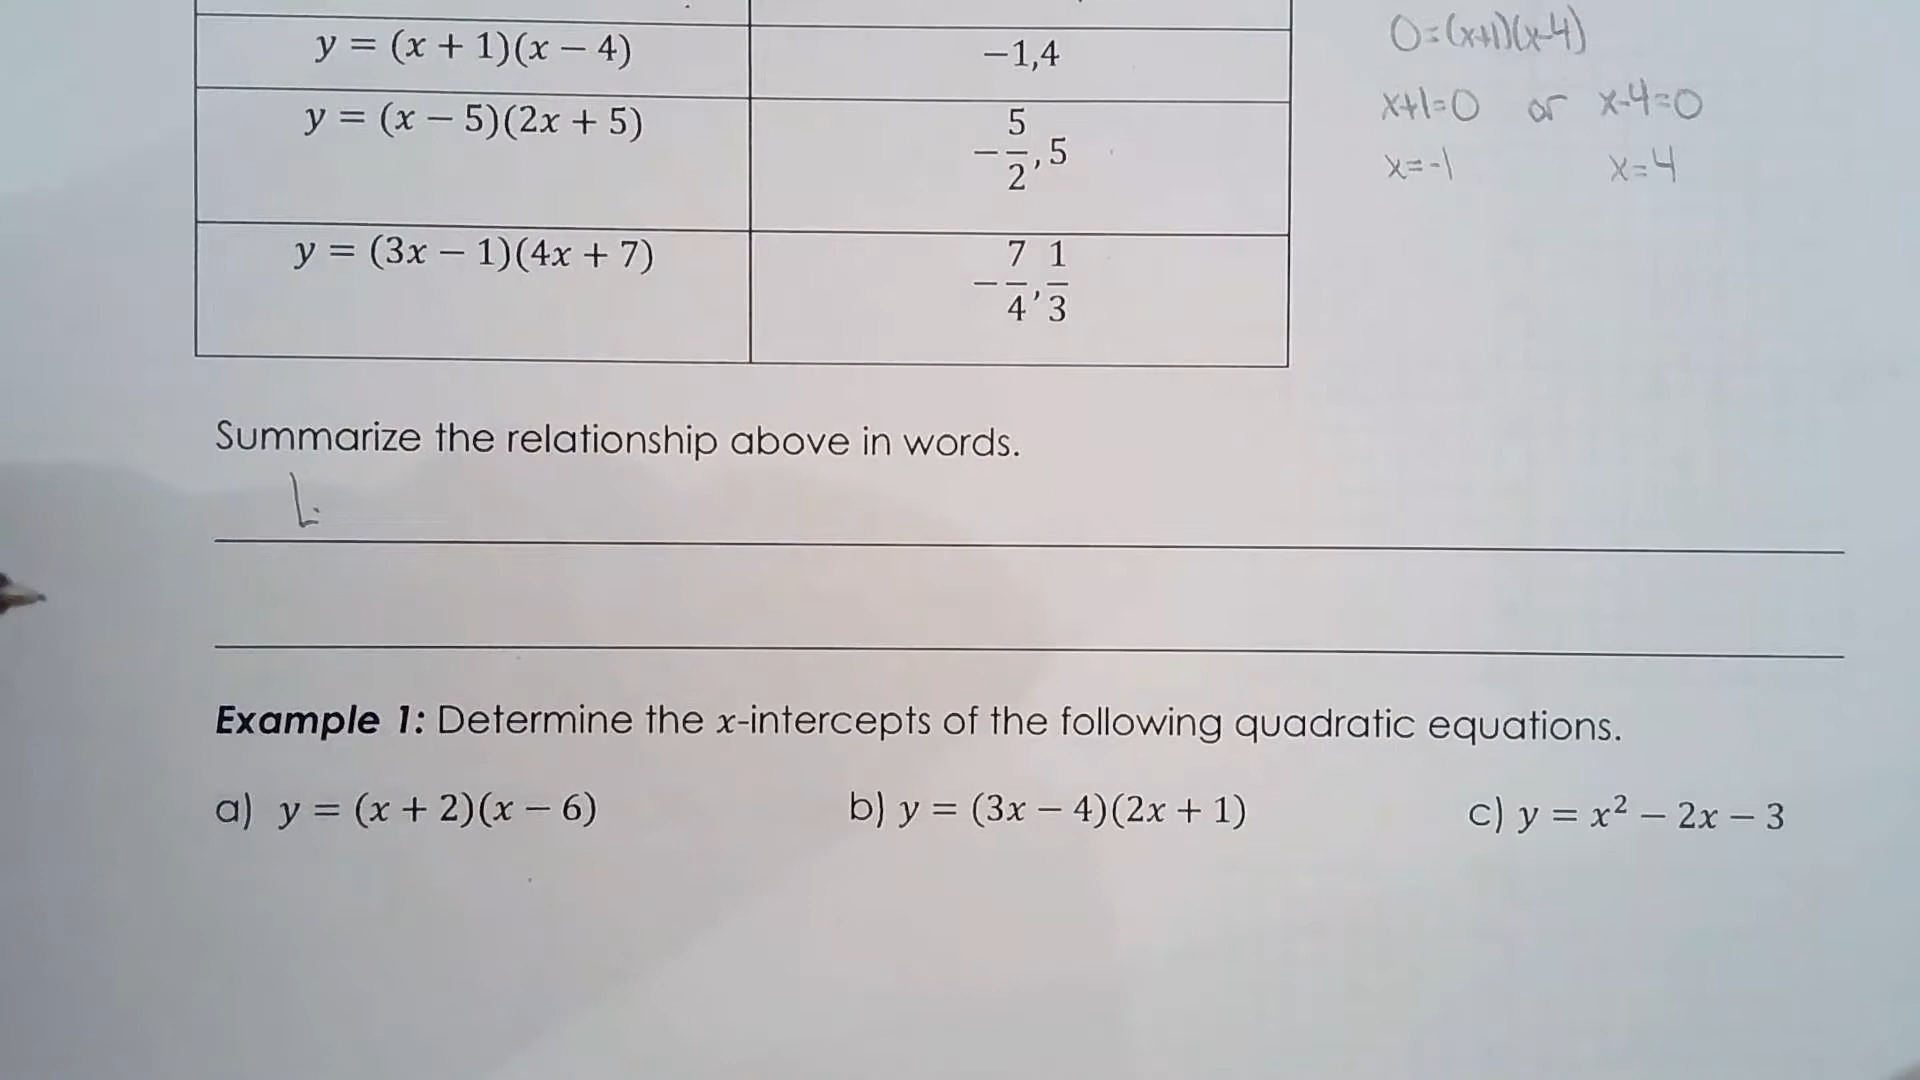 y = (x + 1)(x − 4)
−1,4
0=(x+1)(x-4)
y = (x − 5)(2x + 5)
−5/2, 5
x+1=0 or x-4=0
x=-1 x=4
y = (3x − 1)(4x + 7)
−7/4, 1/3
Summarize the relationship above in words.
Example 1: Determine the x-intercepts of the following quadratic equations.
a) y = (x + 2)(x − 6)
b) y = (3x − 4)(2x + 1)
c) y = x² − 2x − 3